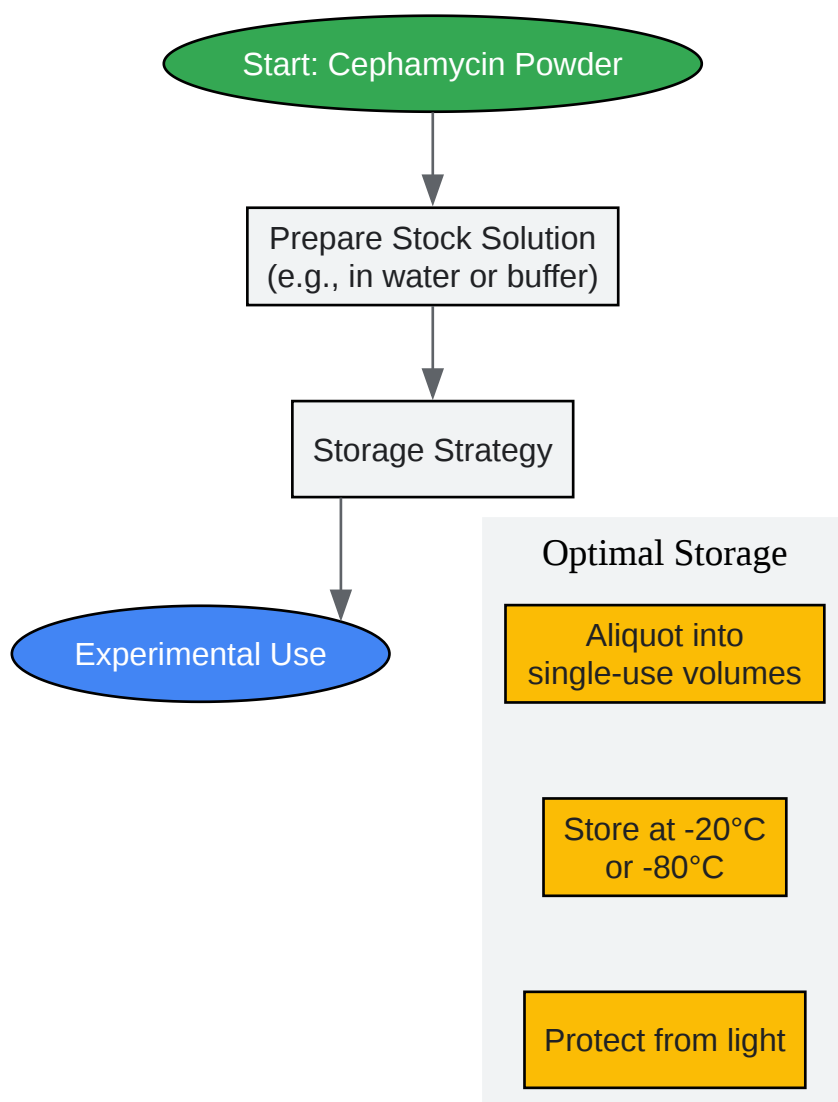 Start: Cephamycin Powder
Prepare Stock Solution
(e.g., in water or buffer)
Storage Strategy
Optimal Storage
Aliquot into
single-use volumes
Experimental Use
Store at -20°C
or -80°C
Protect from light